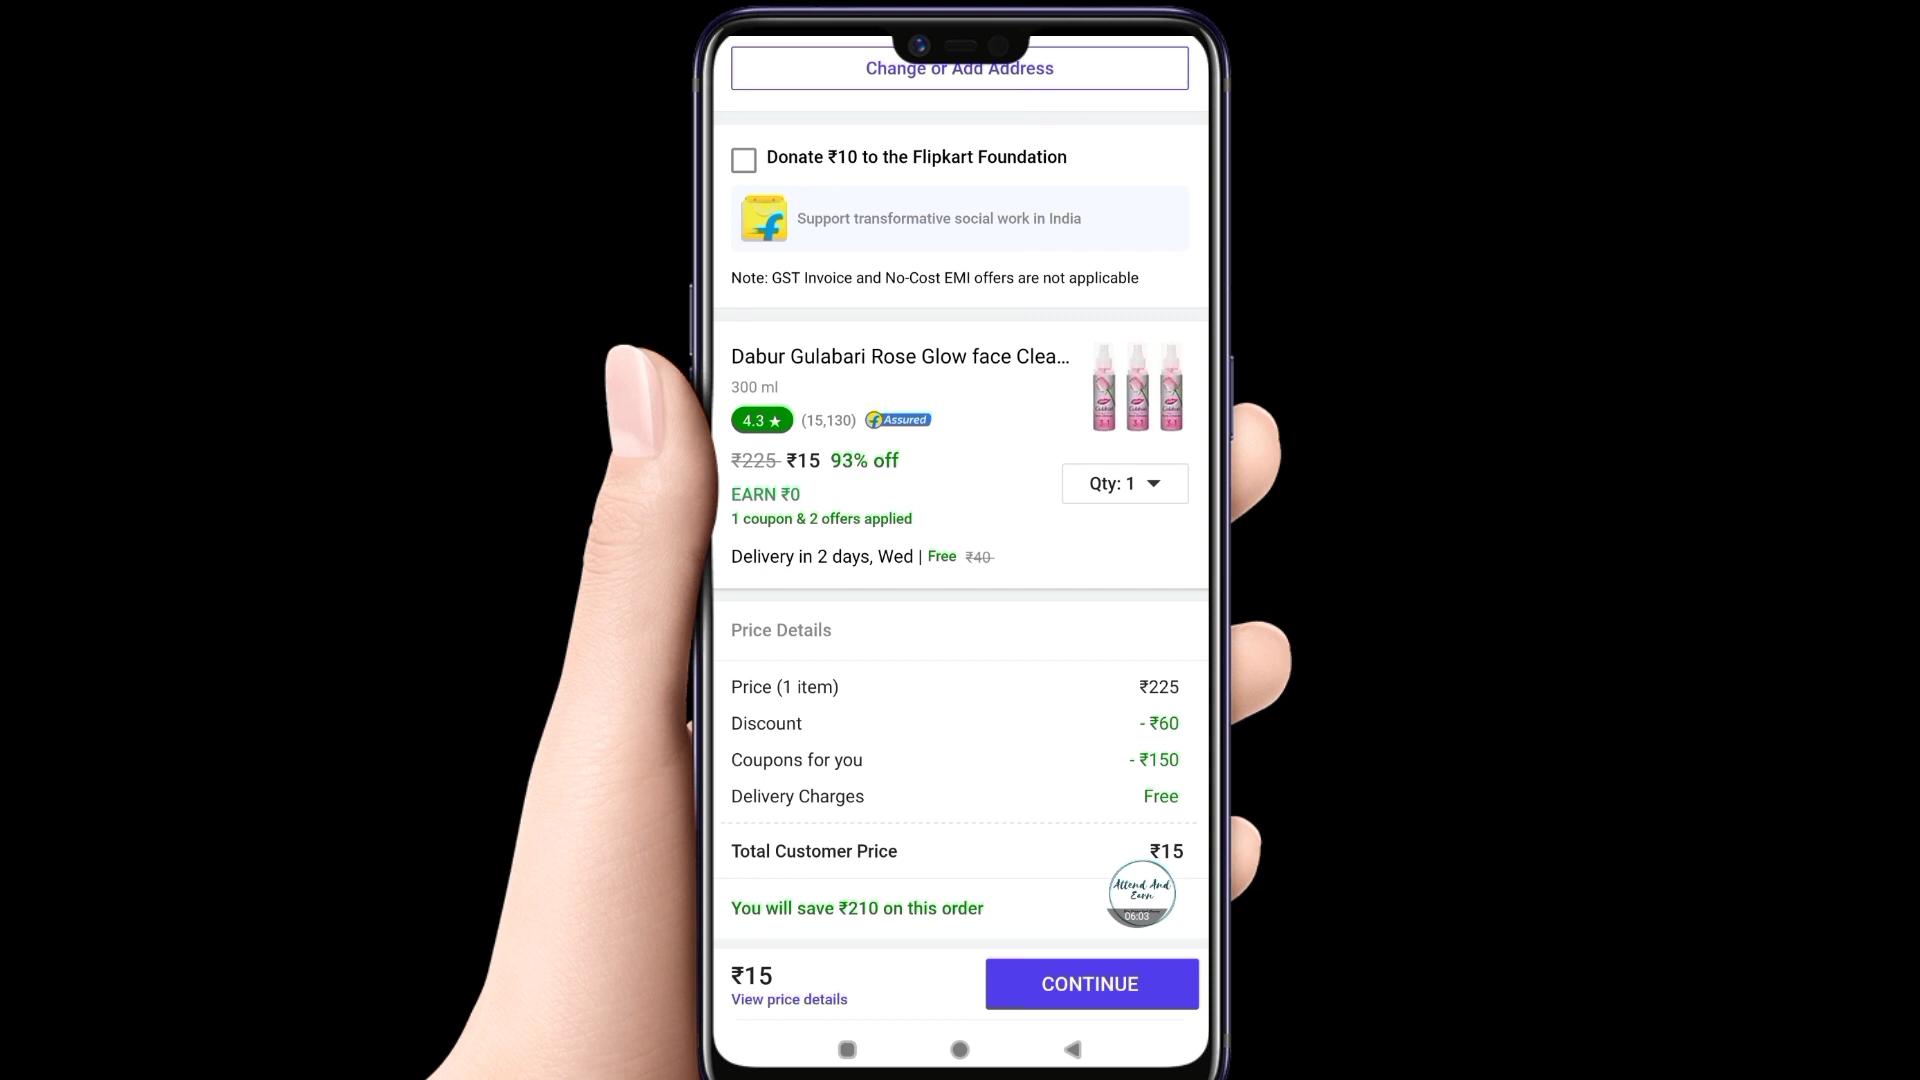 Change or Add Address
Donate ₹10 to the Flipkart Foundation
Support transformative social work in India
Note: GST Invoice and No-Cost EMI offers are not applicable
Dabur Gulabari Rose Glow face Clea...
300 ml
4.3 ★ (15,130) f Assured
₹225 ₹15 93% off
Qty: 1
EARN ₹0
1 coupon & 2 offers applied
Delivery in 2 days, Wed | Free ₹40
Price Details
Price (1 item) ₹225
Discount - ₹60
Coupons for you - ₹150
Delivery Charges Free
Total Customer Price ₹15
Attend And
Earn
06:03
You will save ₹210 on this order
₹15
View price details
CONTINUE